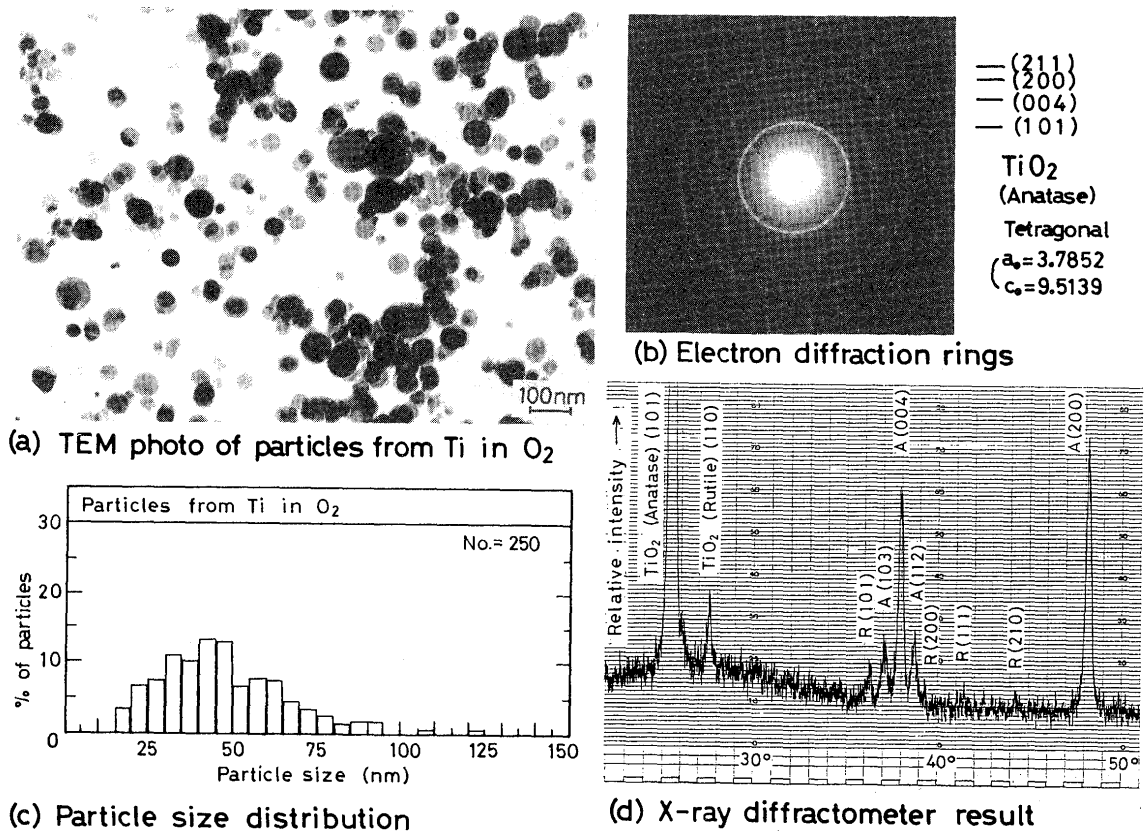 100nm
(a) TEM photo of particles from Ti in O₂
(211)
(200)
(004)
(101)
TiO₂
(Anatase)
Tetragonal
a₀=3.7852
c₀=9.5139
(b) Electron diffraction rings
Particles from Ti in O₂
No.=250
% of particles
30
20
10
0
25
50
75
100
125
150
Particle size (nm)
(c) Particle size distribution
Relative intensity →
TiO₂ (Anatase) (101)
TiO₂ (Rutile) (110)
R(101)
A(103)
A(004)
A(112)
R(200)
R(111)
R(210)
A(200)
30°
40°
50°
(d) X-ray diffractometer result